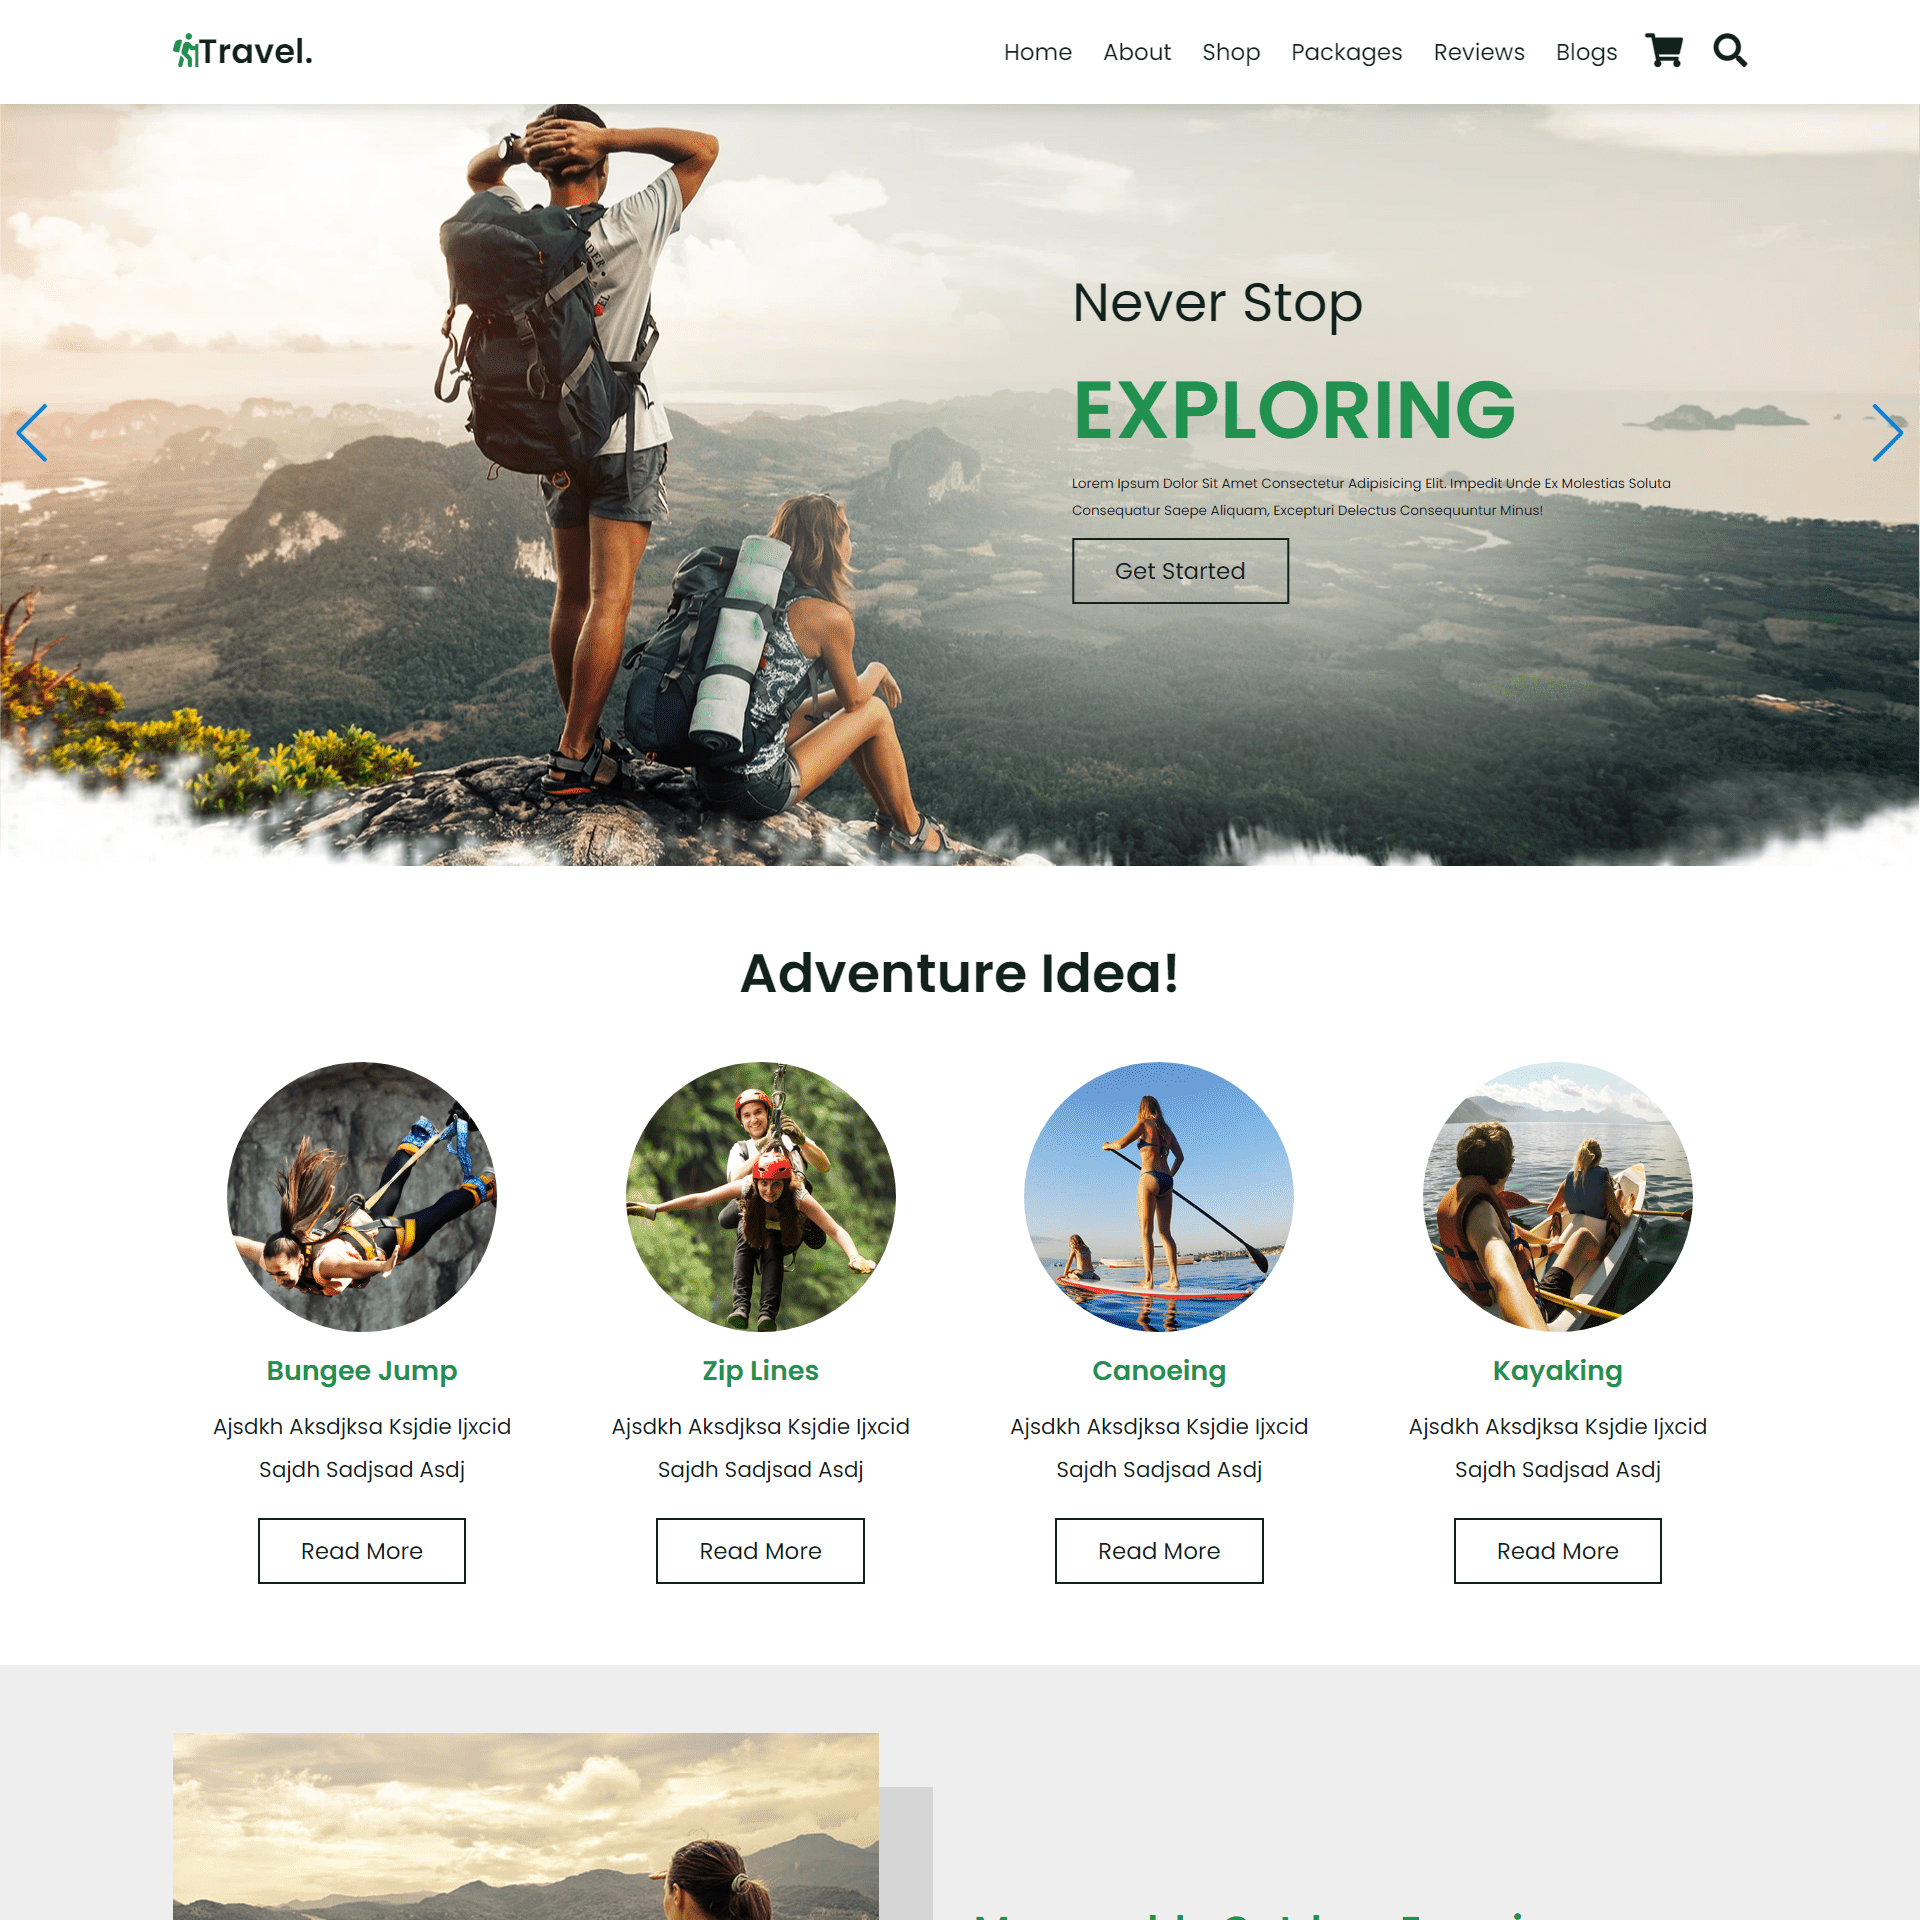 Travel.
Home About Shop Packages Reviews Blogs
Never Stop
EXPLORING
Lorem Ipsum Dolor Sit Amet Consectetur Adipisicing Elit. Impedit Unde Ex Molestias Soluta
Consequatur Saepe Aliquam, Excepturi Delectus Consequuntur Minus!
Get Started
Adventure Idea!
Bungee Jump
Ajsdkh Aksdjksa Ksjdie Ijxcid
Sajdh Sadjsad Asdj
Read More
Zip Lines
Ajsdkh Aksdjksa Ksjdie Ijxcid
Sajdh Sadjsad Asdj
Read More
Canoeing
Ajsdkh Aksdjksa Ksjdie Ijxcid
Sajdh Sadjsad Asdj
Read More
Kayaking
Ajsdkh Aksdjksa Ksjdie Ijxcid
Sajdh Sadjsad Asdj
Read More